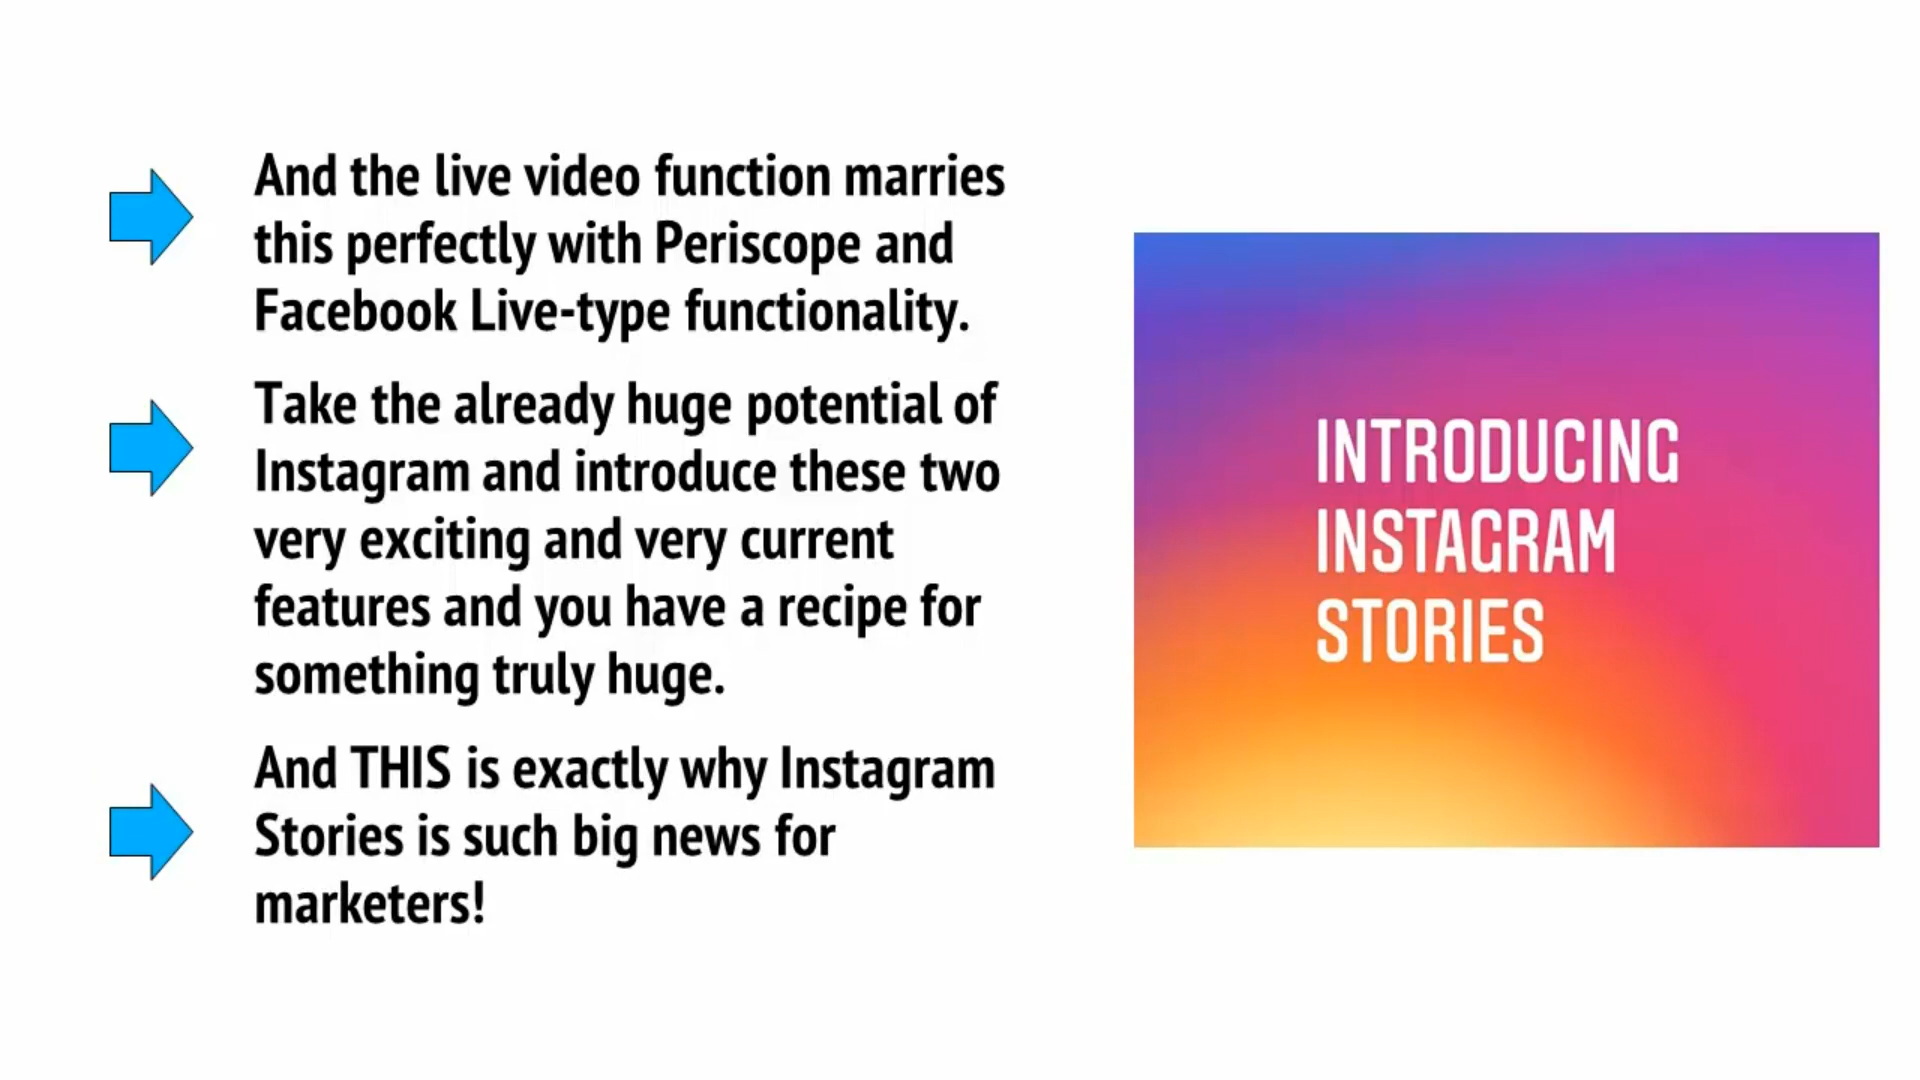 And the live video function marries
this perfectly with Periscope and
Facebook Live-type functionality.
Take the already huge potential of
Instagram and introduce these two
very exciting and very current
features and you have a recipe for
something truly huge.
And THIS is exactly why Instagram
Stories is such big news for
marketers!
INTRODUCING
INSTAGRAM
STORIES